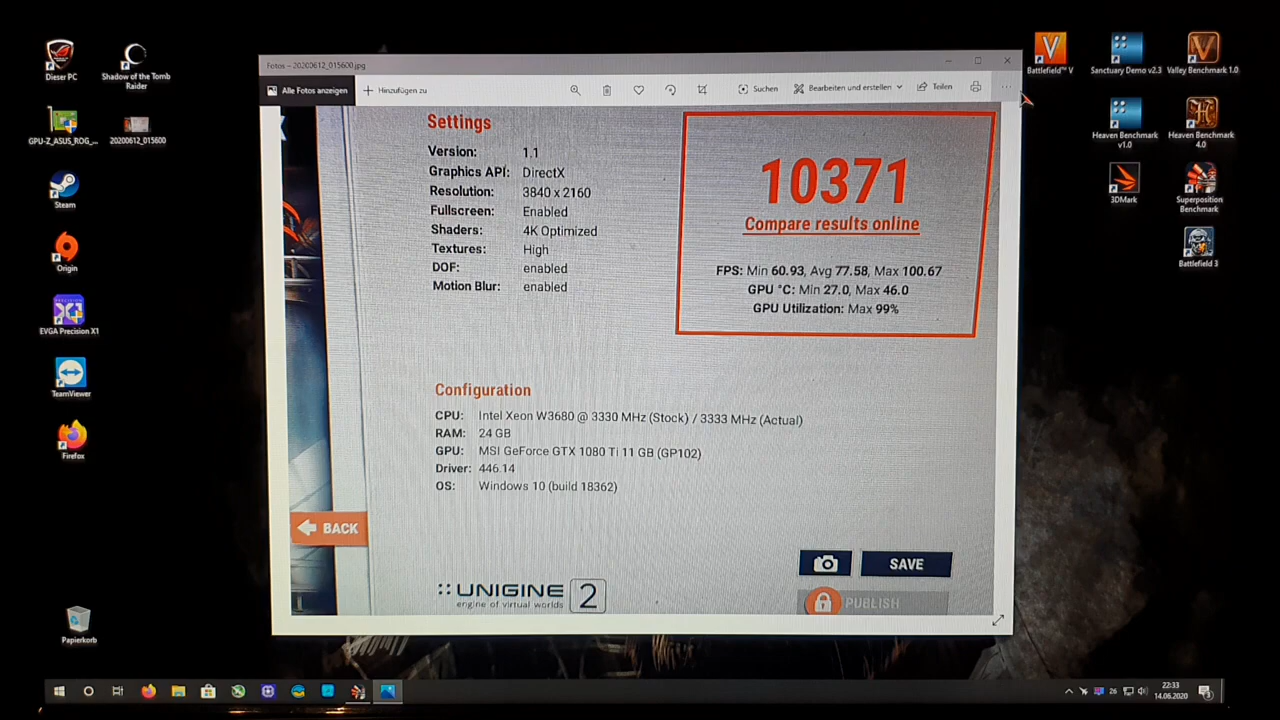 Dieser PC
Shadow of the Tomb
Raider
GPU-Z_ASUS_ROG_...
20200612_015600
Steam
Origin
EVGA Precision X1
TeamViewer
Firefox
Papierkorb
Fotos – 20200612_015600.jpg
Alle Fotos anzeigen
Hinzufügen zu
Suchen
Bearbeiten und erstellen
Teilen
Settings
Version: 1.1
Graphics API: DirectX
Resolution: 3840 x 2160
Fullscreen: Enabled
Shaders: 4K Optimized
Textures: High
DOF: enabled
Motion Blur: enabled
10371
Compare results online
FPS: Min 60.93, Avg 77.58, Max 100.67
GPU °C: Min 27.0, Max 46.0
GPU Utilization: Max 99%
Configuration
CPU: Intel Xeon W3680 @ 3330 MHz (Stock) / 3333 MHz (Actual)
RAM: 24 GB
GPU: MSI GeForce GTX 1080 Ti 11 GB (GP102)
Driver: 446.14
OS: Windows 10 (build 18362)
BACK
SAVE
PUBLISH
UNIGINE 2
engine of virtual worlds
Battlefield™ V
Sanctuary Demo v2.3
Valley Benchmark 1.0
Heaven Benchmark
v1.0
Heaven Benchmark
4.0
3DMark
Superposition
Benchmark
Battlefield 3
26
22:33
14.06.2020
3